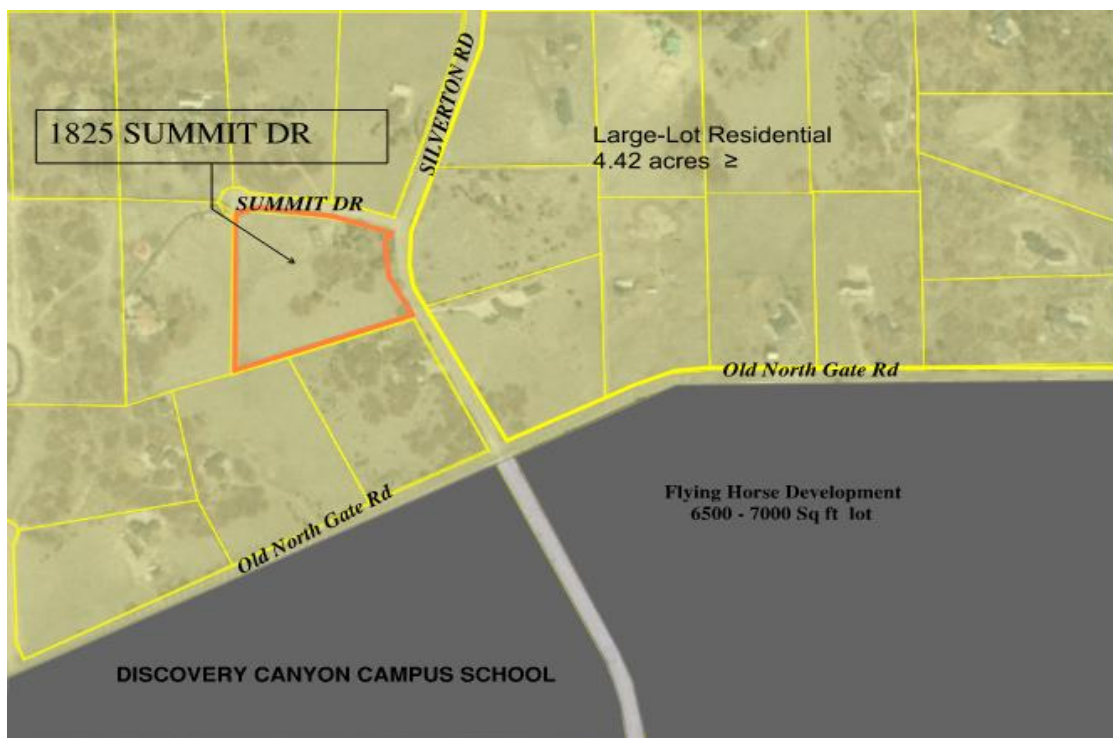 SILVERTON RD
1825 SUMMIT DR
Large-Lot Residential
4.42 acres ≥
SUMMIT DR
Old North Gate Rd
Flying Horse Development
6500 - 7000 Sq ft lot
Old North Gate Rd
DISCOVERY CANYON CAMPUS SCHOOL